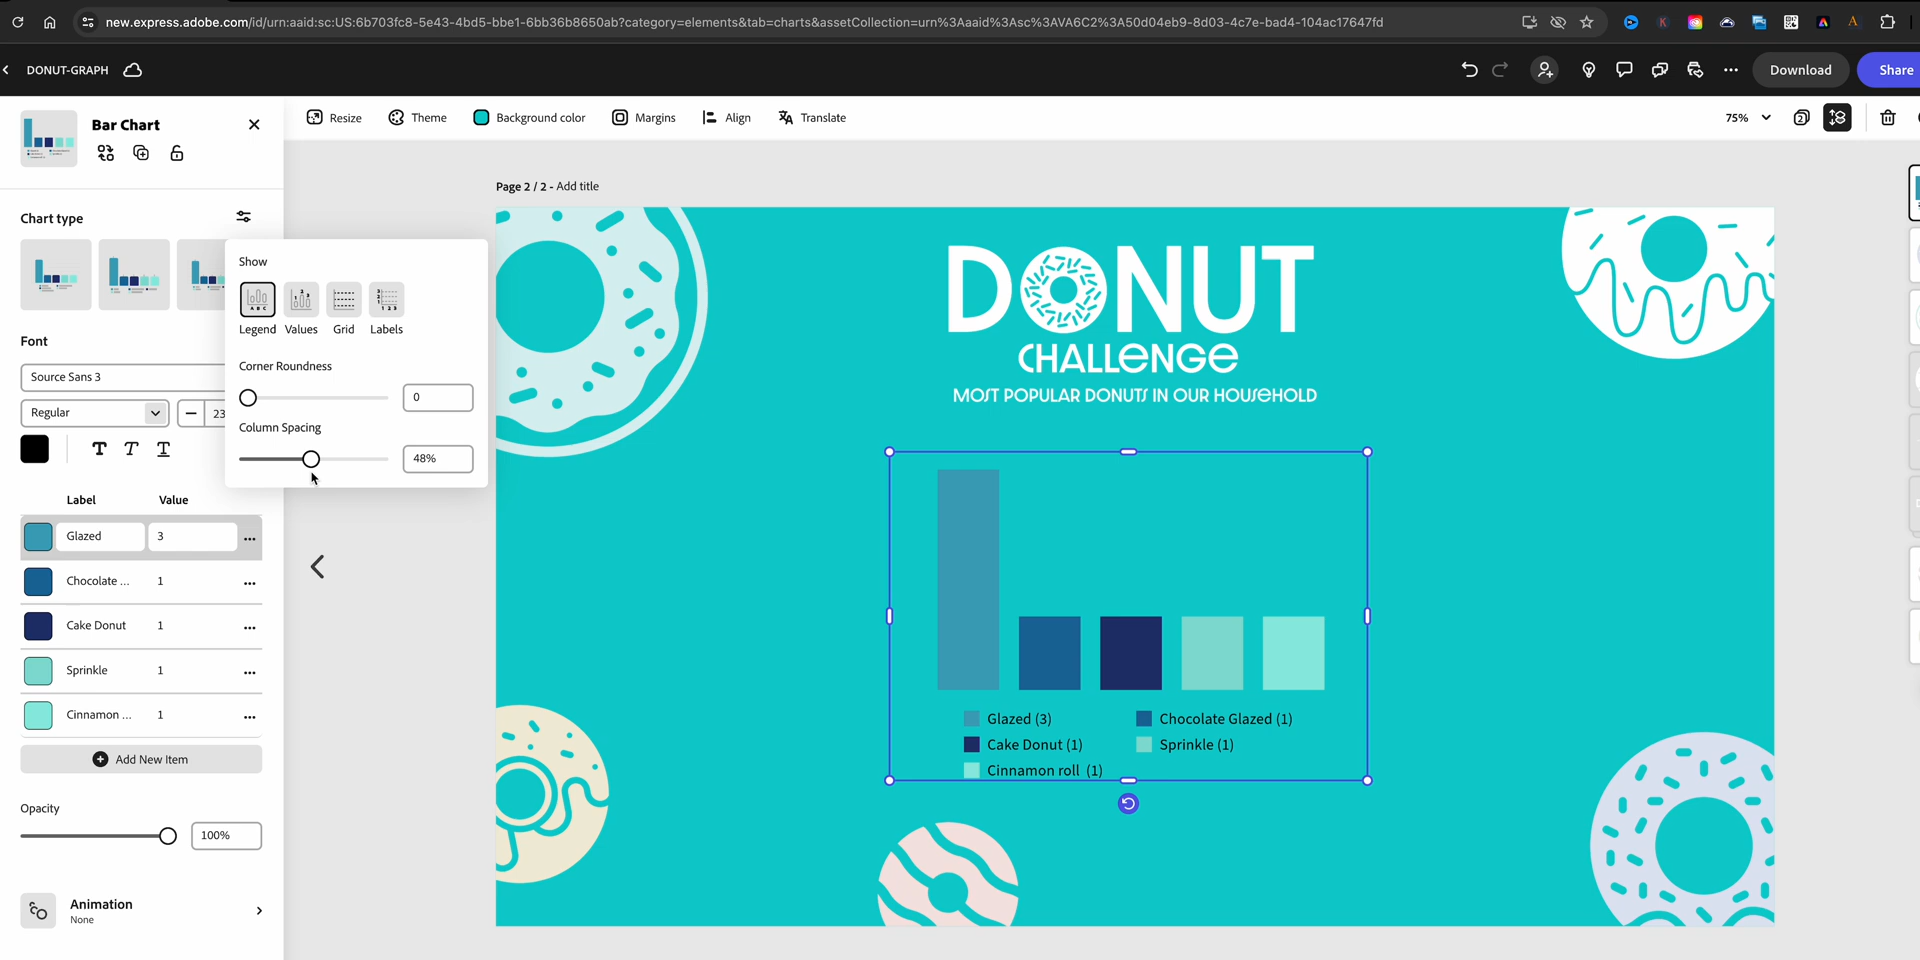 new.express.adobe.com/id/urn:aaid:sc:US:6b703fc8-5e43-4bd5-bbe1-6bb36b8650ab?category=elements&tab=charts&assetCollection=urn%3Aaaid%3Asc%3AVA6C2%3A50d04eb9-8d03-4c7e-bad4-104ac17647fd
DONUT-GRAPH
Download
Share
Bar Chart
Resize
Theme
Background color
Margins
Align
Translate
75%
2
Page 2 / 2 - Add title
Chart type
Show
Legend
Values
Grid
Labels
Font
Source Sans 3
Regular
23
Corner Roundness
0
Column Spacing
48%
Label
Value
Glazed
3
Chocolate ...
1
Cake Donut
1
Sprinkle
1
Cinnamon ...
1
Add New Item
Opacity
100%
Animation
None
DONUT
CHALLENGE
MOST POPULAR DONUTS IN OUR HOUSEHOLD
Glazed (3)
Chocolate Glazed (1)
Cake Donut (1)
Sprinkle (1)
Cinnamon roll (1)